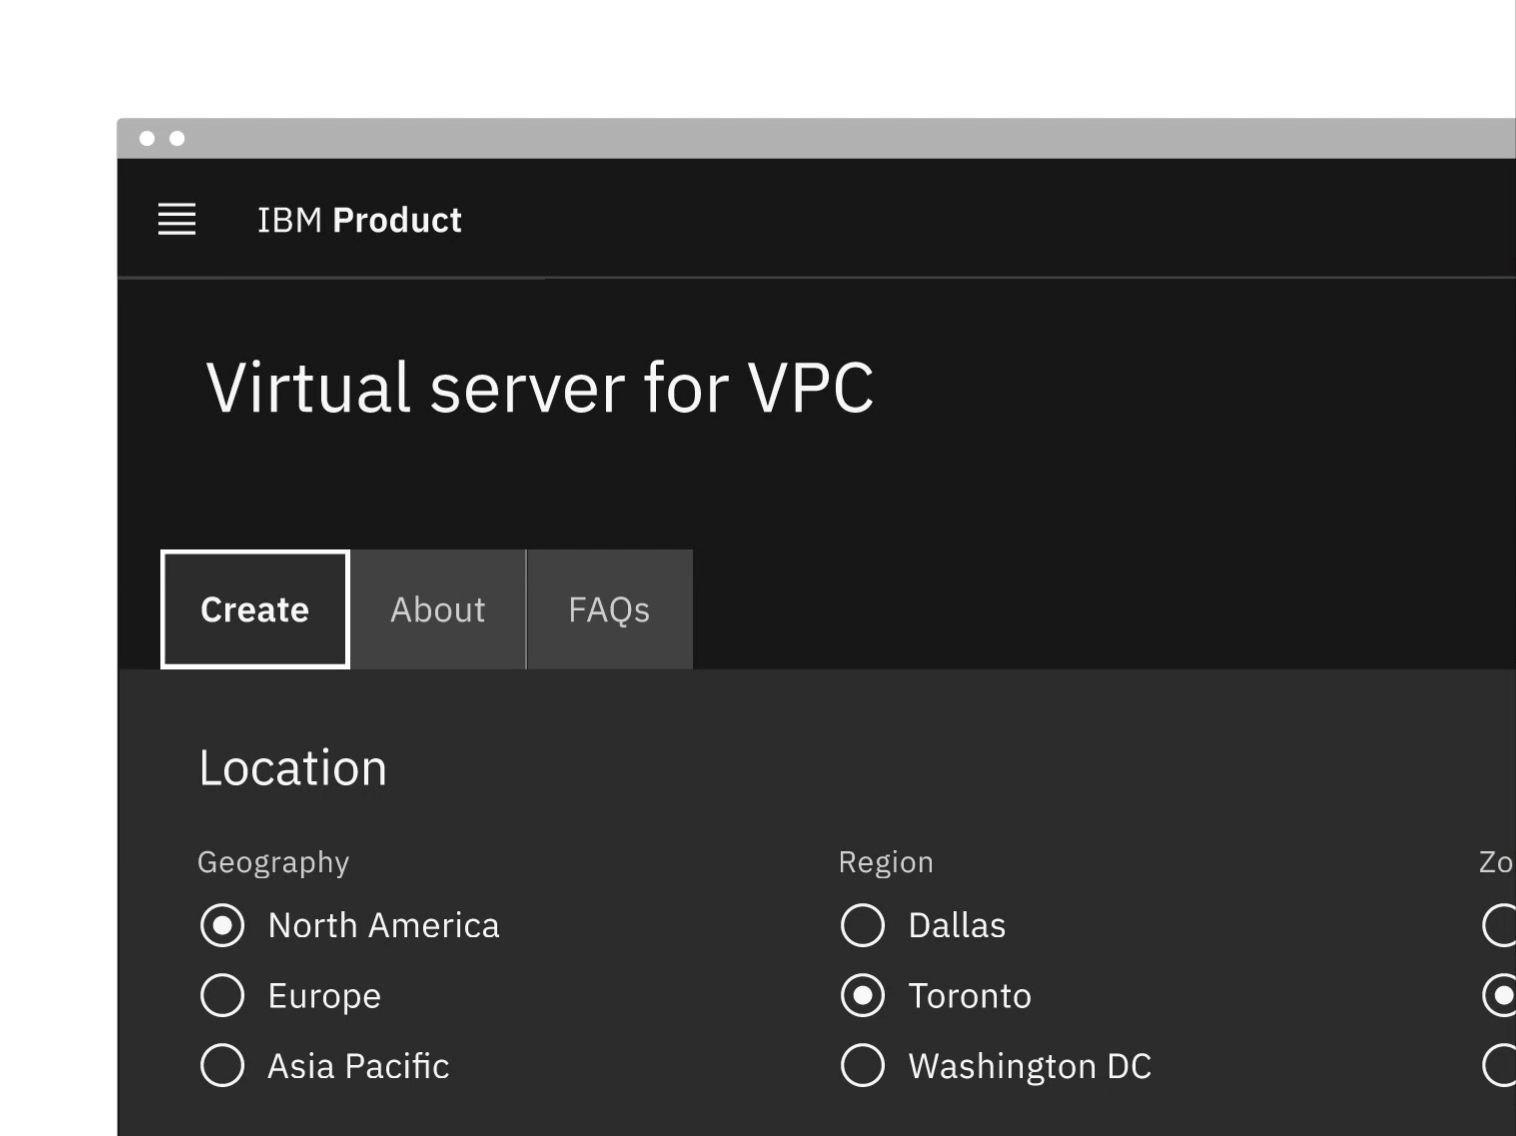 IBM Product
Virtual server for VPC
Create
About
FAQs
Location
Geography
North America
Europe
Asia Pacific
Region
Dallas
Toronto
Washington DC